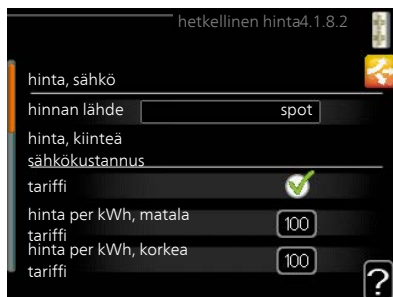 hetkellinen hinta4.1.8.2
hinta, sähkö
hinnan lähde spot
hinta, kiinteä
sähkökustannus
tariffi
hinta per kWh, matala
tariffi 100
hinta per kWh, korkea
tariffi 100
?